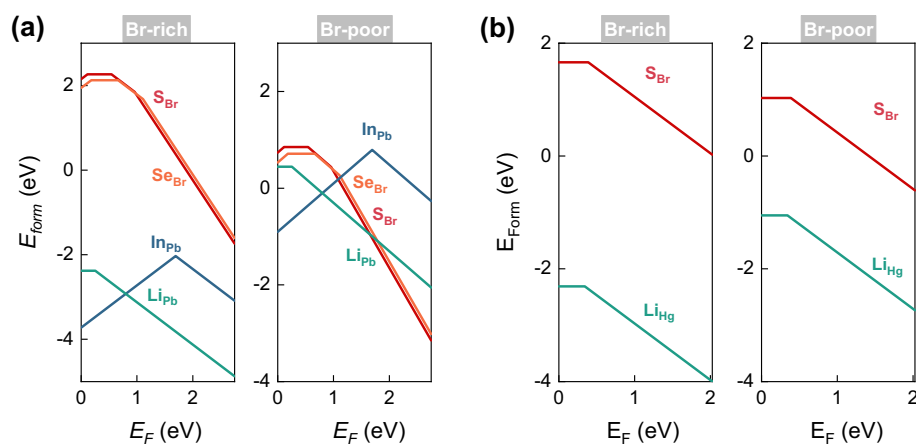 (a)
Br-rich
Br-poor
2
0
-2
-4
E_form (eV)
S_Br
Se_Br
In_Pb
Li_Pb
0
1
2
E_F (eV)
2
0
-2
-4
In_Pb
Se_Br
S_Br
Li_Pb
0
1
2
E_F (eV)
(b)
Br-rich
Br-poor
2
0
-2
-4
E_Form (eV)
S_Br
Li_Hg
0
1
2
E_F (eV)
2
0
-2
-4
S_Br
Li_Hg
0
1
2
E_F (eV)